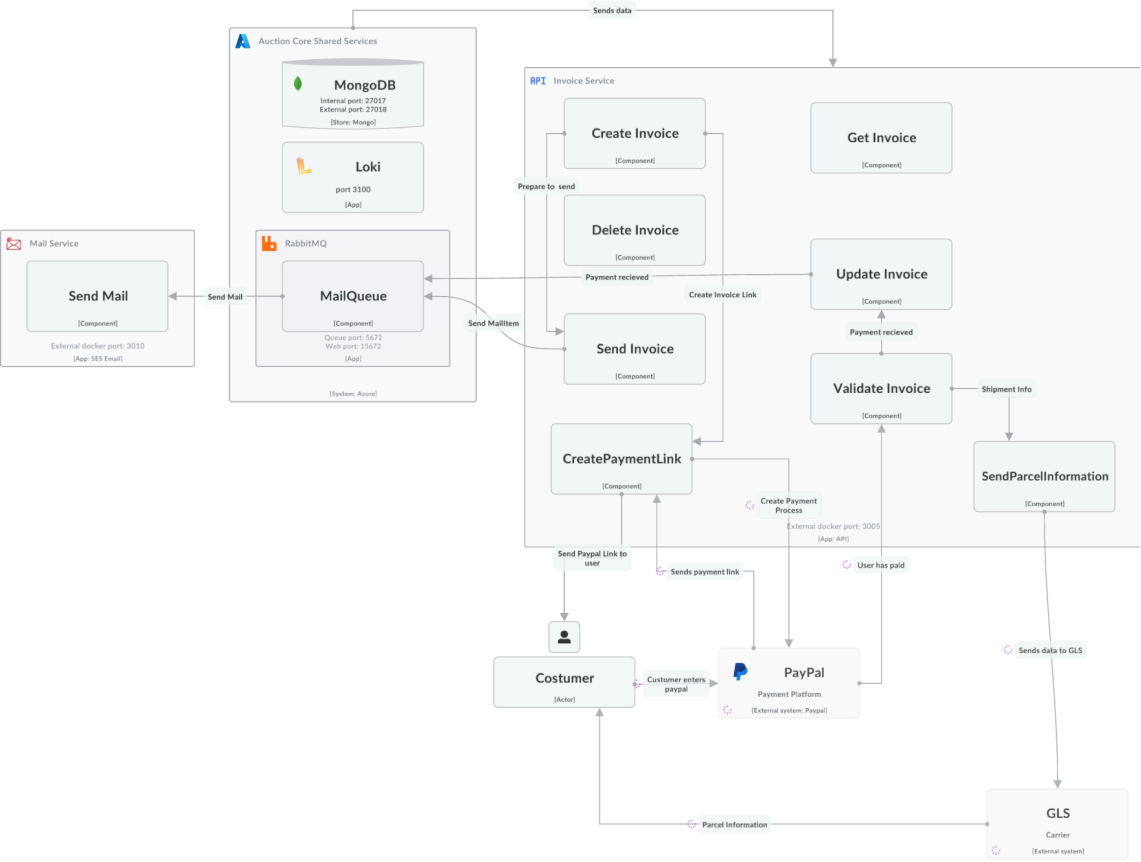 Sends data
Auction Core Shared Services
MongoDB
Internal port: 27017
External port: 27018
[Store: Mongo]
Loki
port 3100
[App]
RabbitMQ
MailQueue
[Component]
Queue port: 5672
Web port: 15672
[App]
[System: Azure]
Mail Service
Send Mail
[Component]
External docker port: 3010
[App: SES Email]
Send Mail
API Invoice Service
Create Invoice
[Component]
Get Invoice
[Component]
Prepare to send
Delete Invoice
[Component]
Payment recieved
Create Invoice Link
Update Invoice
[Component]
Send MailItem
Send Invoice
[Component]
Payment recieved
Validate Invoice
[Component]
Shipment Info
CreatePaymentLink
[Component]
SendParcelInformation
[Component]
Create Payment
Process
External docker port: 3005
[App: API]
Send Paypal Link to
user
Sends payment link
User has paid
Sends data to GLS
Costumer
[Actor]
Customer enters
paypal
PayPal
Payment Platform
[External system: Paypal]
Parcel Information
GLS
Carrier
[External system]